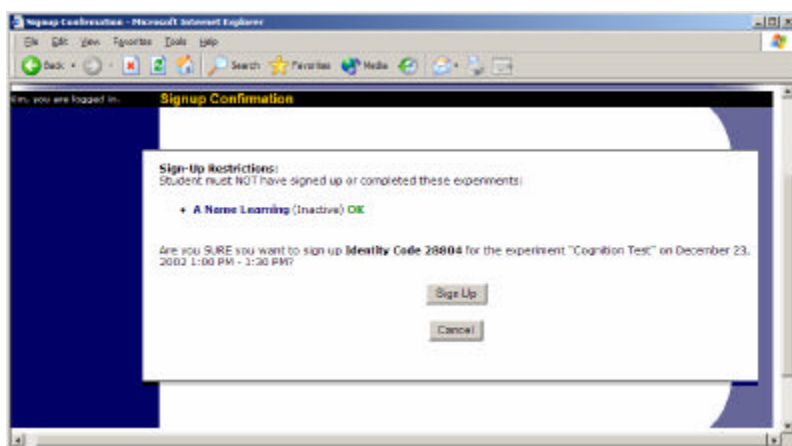 Signup Confirmation - Microsoft Internet Explorer
File Edit View Favorites Tools Help
Back Search Favorites Media
you are logged in.
Signup Confirmation
Sign-Up Restrictions:
Student must NOT have signed up or completed these experiments:
A Name Learning (Inactive) OK
Are you SURE you want to sign up Identity Code 28804 for the experiment "Cognition Test" on December 23,
2002 1:00 PM - 1:30 PM?
Sign Up
Cancel